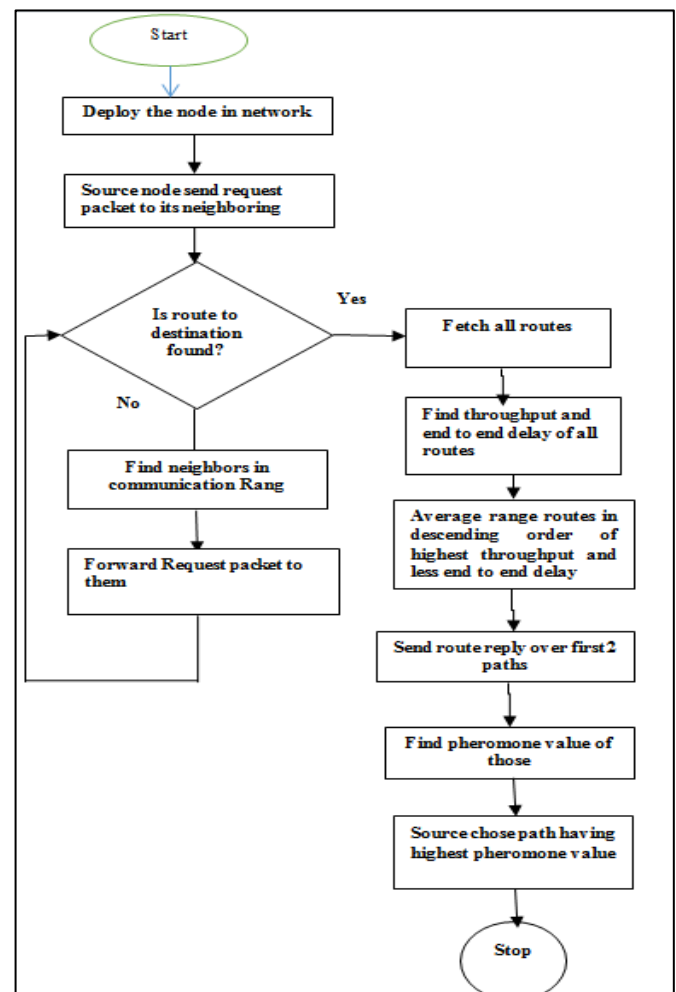 Start
Deploy the node in network
Source node send request
packet to its neighboring
Is route to
destination
found?
Yes
No
Find neighbors in
communication Rang
Forward Request packet to
them
Fetch all routes
Find throughput and
end to end delay of all
routes
Average range routes in
descending order of
highest throughput and
less end to end delay
Send route reply over first 2
paths
Find pheromone value of
those
Source chose path having
highest pheromone value
Stop